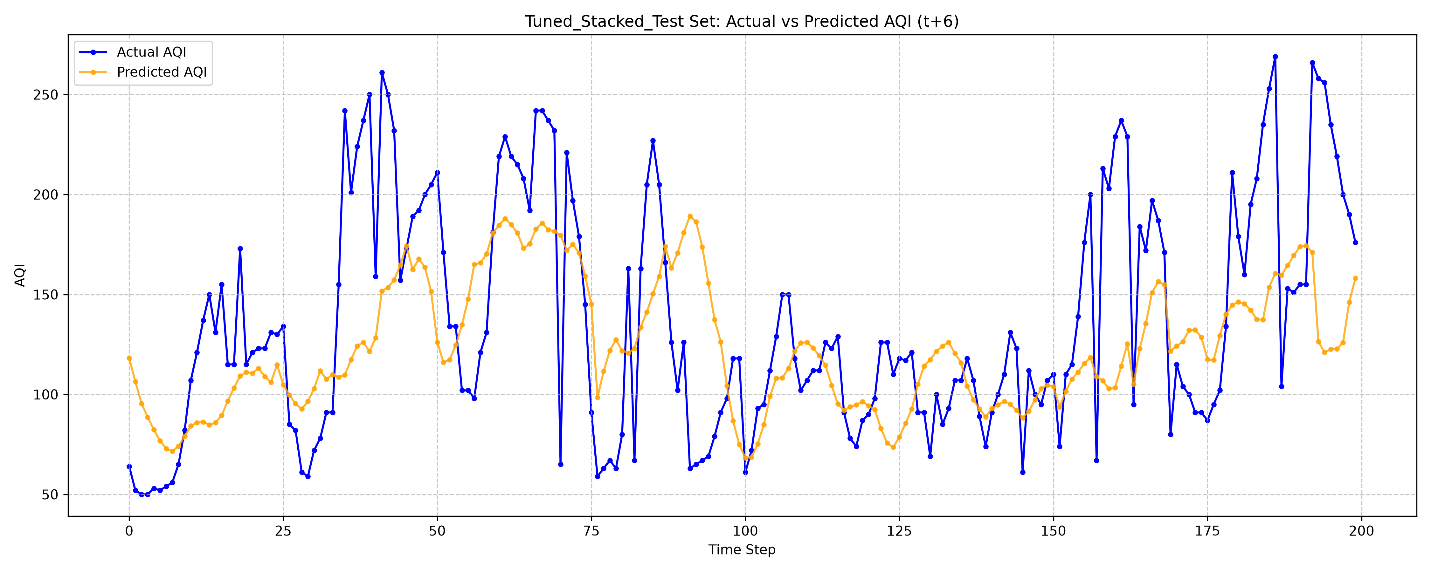 Tuned_Stacked_Test Set: Actual vs Predicted AQI (t+6)
Actual AQI
Predicted AQI
250
200
150
100
50
AQI
0 25 50 75 100 125 150 175 200
Time Step